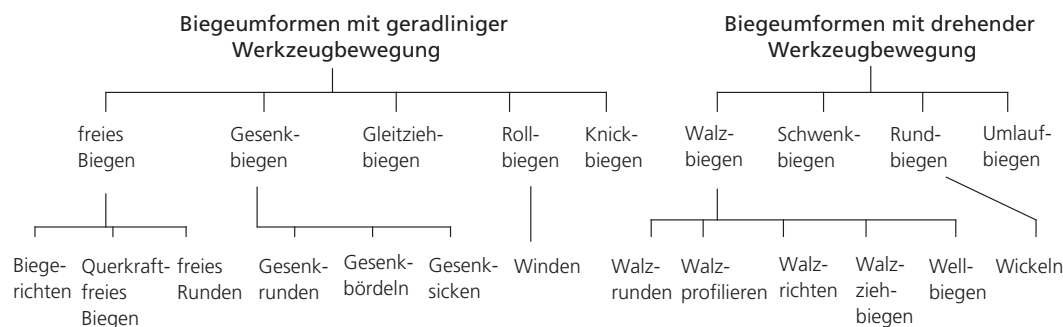 Biegeumformen mit geradliniger
Werkzeugbewegung
Biegeumformen mit drehender
Werkzeugbewegung
freies
Biegen
Gesenk-
biegen
Gleitzieh-
biegen
Roll-
biegen
Knick-
biegen
Walz-
biegen
Schwenk-
biegen
Rund-
biegen
Umlauf-
biegen
Biege-
richten
Querkraft-
freies
Biegen
freies
Runden
Gesenk-
runden
Gesenk-
bördeln
Gesenk-
sicken
Winden
Walz-
runden
Walz-
profilieren
Walz-
richten
Walz-
zieh-
biegen
Well-
biegen
Wickeln